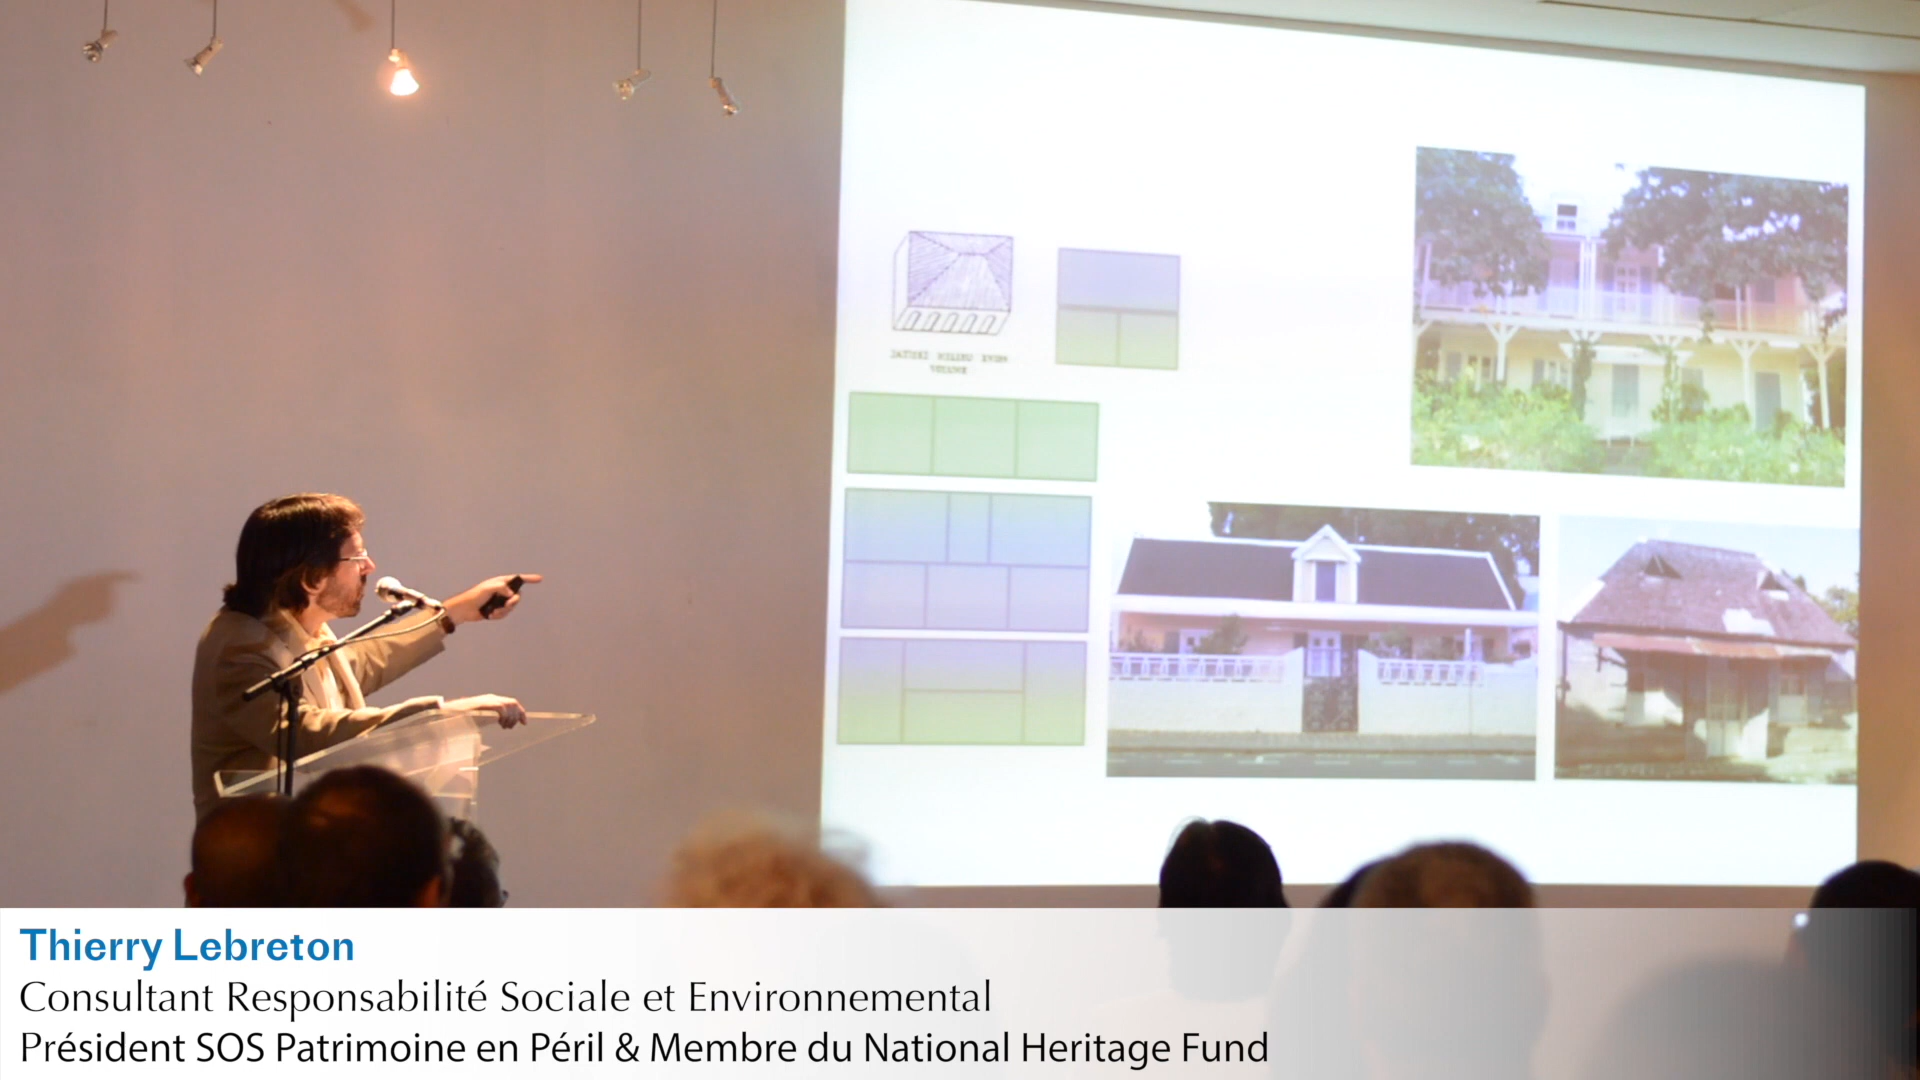 Thierry Lebreton
Consultant Responsabilité Sociale et Environnemental
Président SOS Patrimoine en Péril & Membre du National Heritage Fund